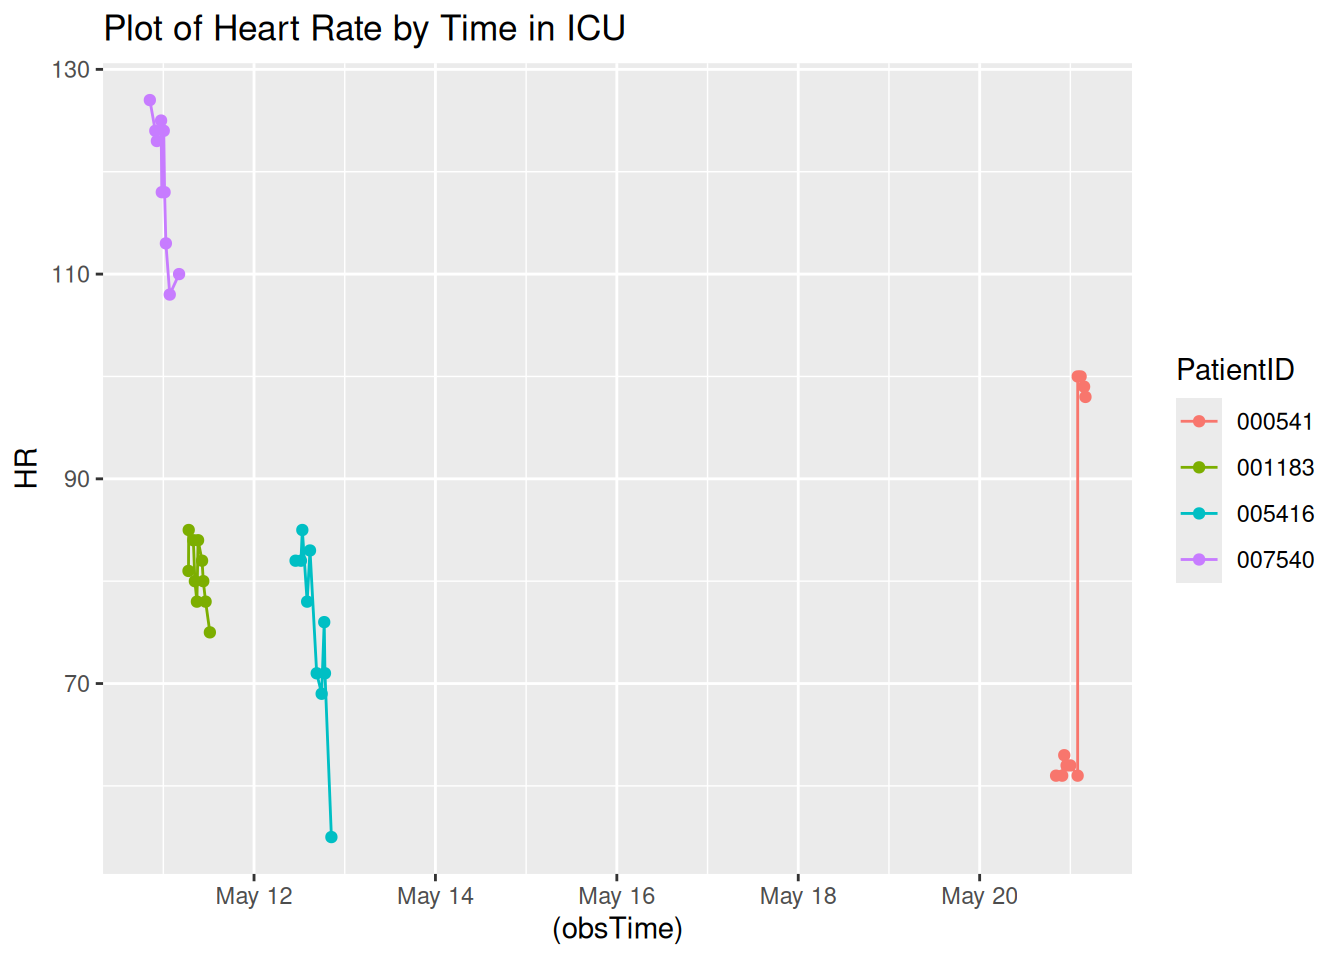 Plot of Heart Rate by Time in ICU
130
110
90
70
HR
May 12
May 14
May 16
May 18
May 20
(obsTime)
PatientID
000541
001183
005416
007540